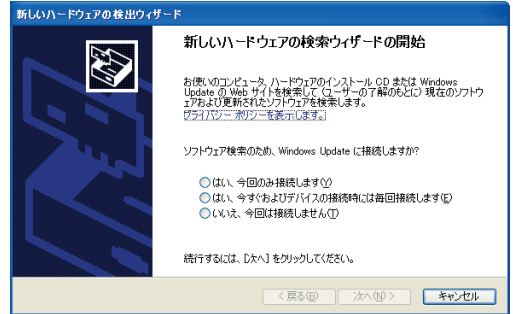 新しいハードウェアの検出ウィザード
新しいハードウェアの検索ウィザードの開始
お使いのコンピュータ、ハードウェアのインストール CD または Windows
Update の Web サイトを検索して (ユーザーの了解のもとに) 現在のソフトウ
ェアおよび更新されたソフトウェアを検索します。
プライバシー ポリシーを表示します。
ソフトウェア検索のため、Windows Update に接続しますか?
はい、今回のみ接続します(Y)
はい、今すぐおよびデバイスの接続時には毎回接続します(E)
いいえ、今回は接続しません(T)
続行するには、[次へ] をクリックしてください。
< 戻る(B) 次へ(N) > キャンセル